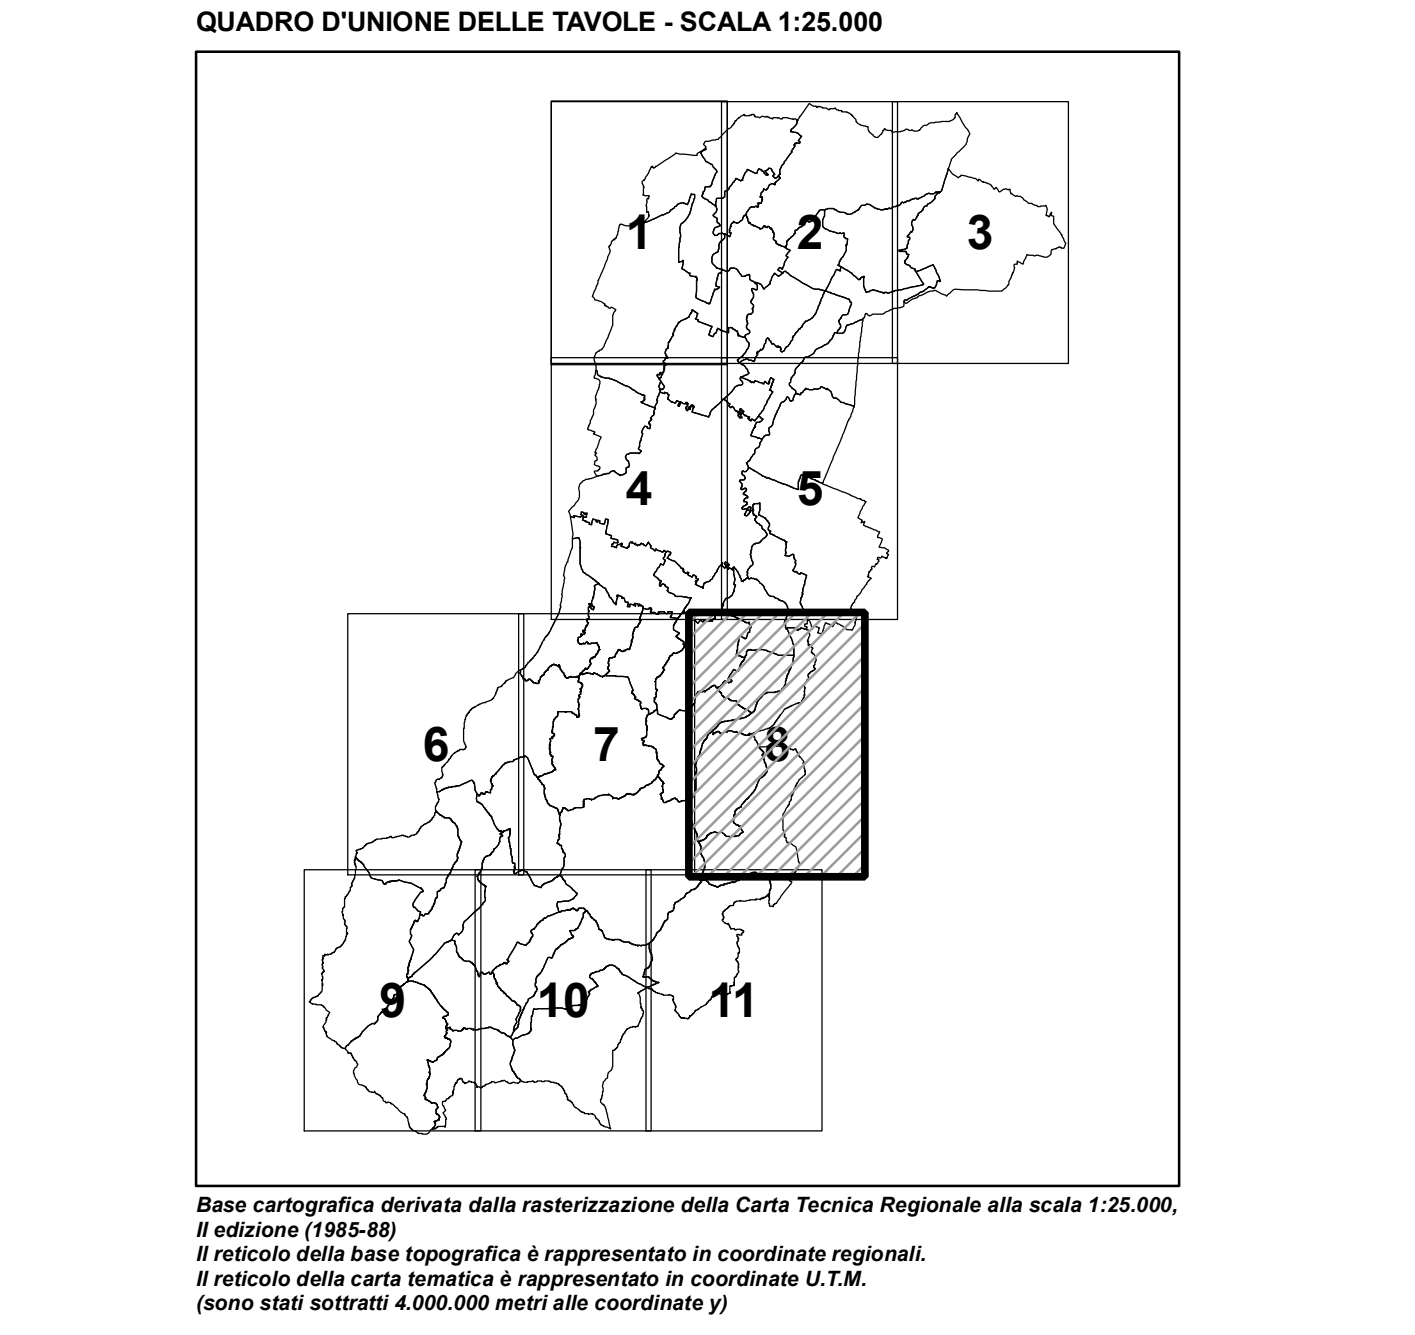 QUADRO D'UNIONE DELLE TAVOLE - SCALA 1:25.000
1
2
3
4
5
6
7
8
9
10
11
Base cartografica derivata dalla rasterizzazione della Carta Tecnica Regionale alla scala 1:25.000,
II edizione (1985-88)
Il reticolo della base topografica è rappresentato in coordinate regionali.
Il reticolo della carta tematica è rappresentato in coordinate U.T.M.
(sono stati sottratti 4.000.000 metri alle coordinate y)